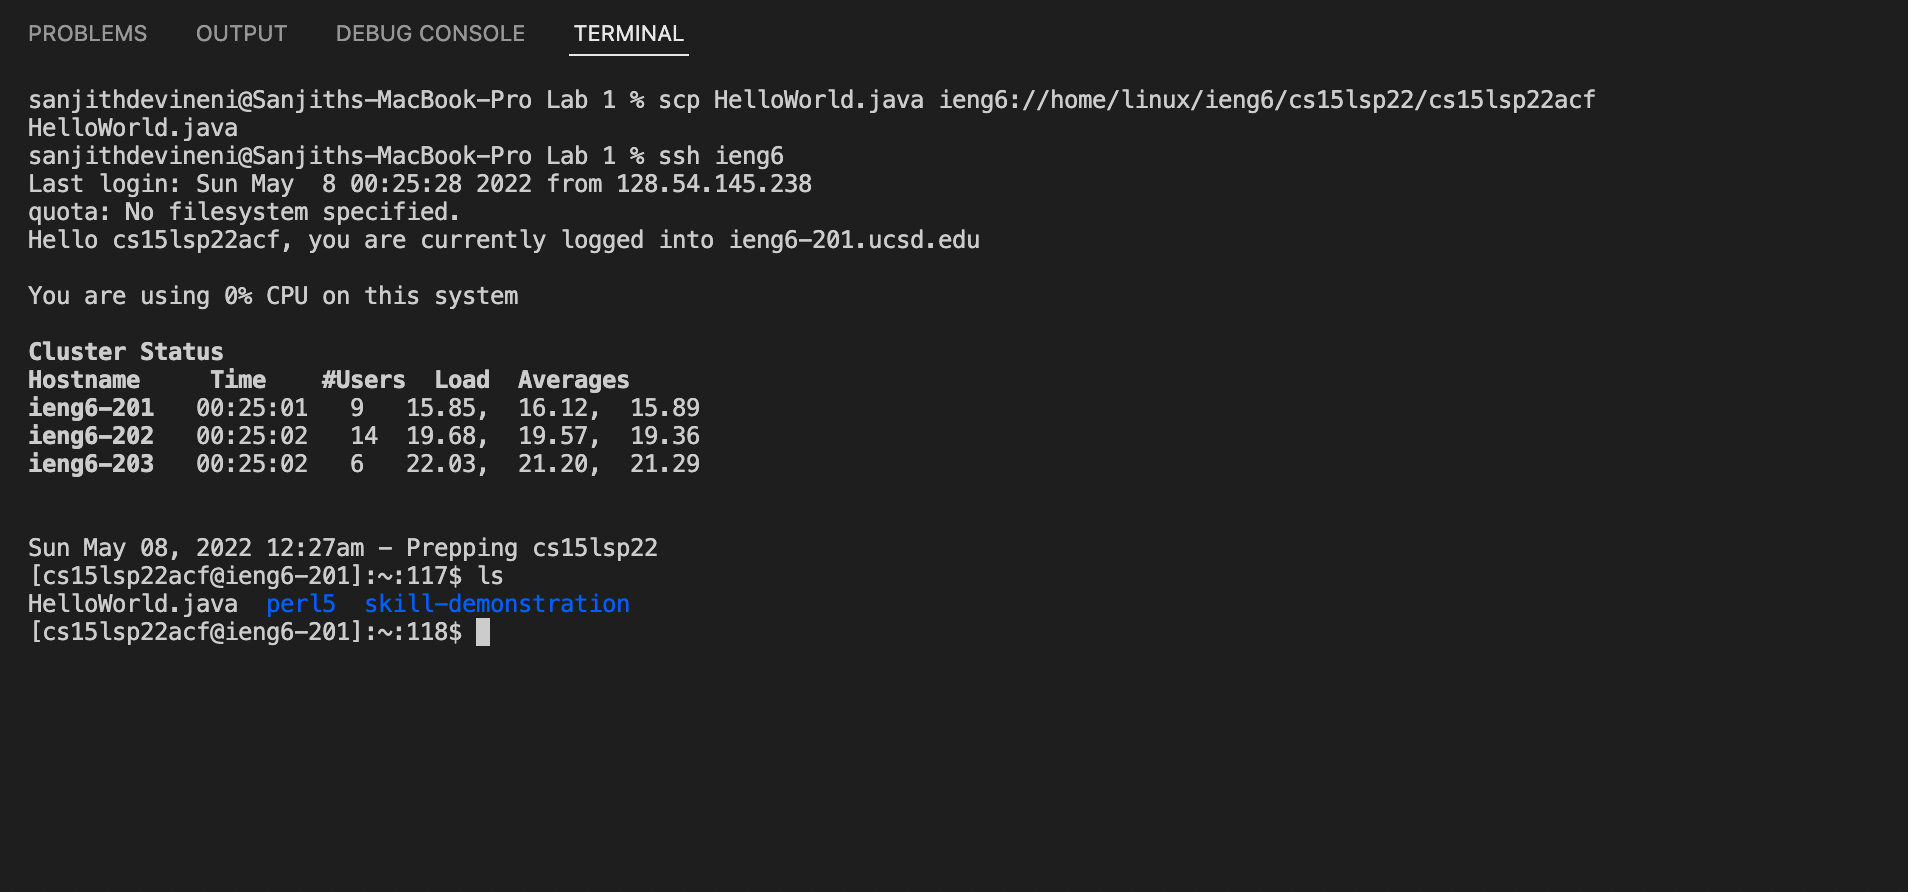 PROBLEMS OUTPUT DEBUG CONSOLE TERMINAL
sanjithdevineni@Sanjiths-MacBook-Pro Lab 1 % scp HelloWorld.java ieng6://home/linux/ieng6/cs15lsp22/cs15lsp22acf
HelloWorld.java
sanjithdevineni@Sanjiths-MacBook-Pro Lab 1 % ssh ieng6
Last login: Sun May  8 00:25:28 2022 from 128.54.145.238
quota: No filesystem specified.
Hello cs15lsp22acf, you are currently logged into ieng6-201.ucsd.edu
You are using 0% CPU on this system
Cluster Status
Hostname     Time    #Users  Load  Averages
ieng6-201   00:25:01   9   15.85,  16.12,  15.89
ieng6-202   00:25:02   14  19.68,  19.57,  19.36
ieng6-203   00:25:02   6   22.03,  21.20,  21.29
Sun May 08, 2022 12:27am - Prepping cs15lsp22
[cs15lsp22acf@ieng6-201]:~:117$ ls
HelloWorld.java  perl5  skill-demonstration
[cs15lsp22acf@ieng6-201]:~:118$